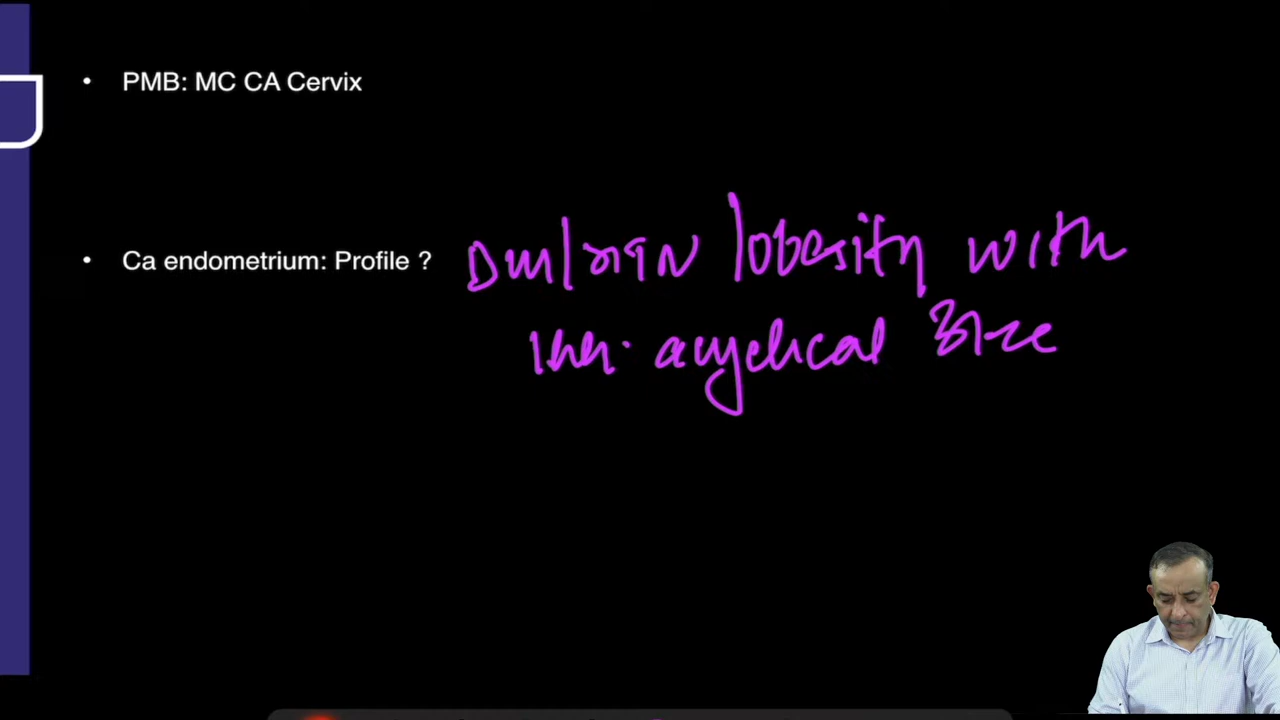 • PMB: MC CA Cervix
• Ca endometrium: Profile ? Dm/HTN/obesity with
acyclical